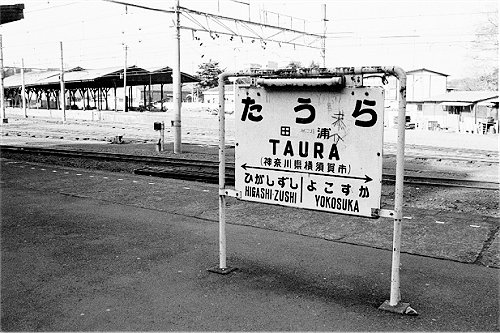 たうら
田浦
TAURA
(神奈川県横須賀市)
ひがしずし よこすか
HIGASHI-ZUSHI YOKOSUKA